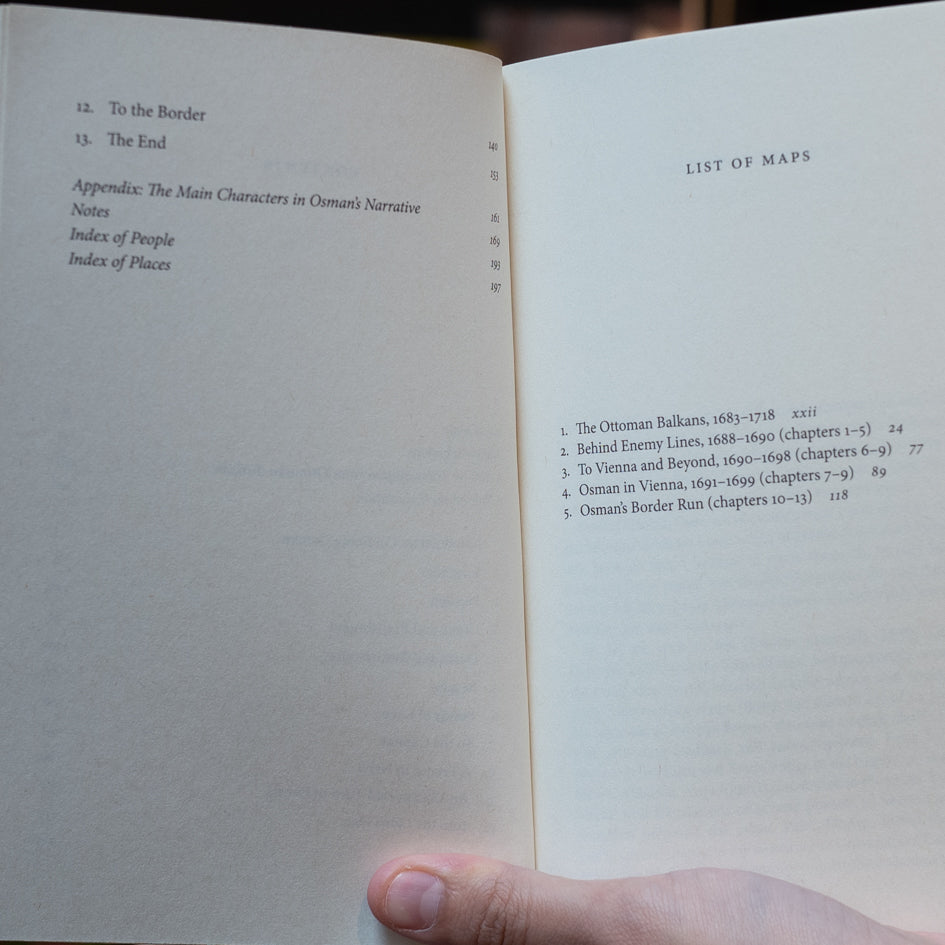 12. To the Border 140
13. The End 153
Appendix: The Main Characters in Osman's Narrative 161
Notes 169
Index of People 193
Index of Places 197
LIST OF MAPS
1. The Ottoman Balkans, 1683–1718 xxii
2. Behind Enemy Lines, 1688–1690 (chapters 1–5) 24
3. To Vienna and Beyond, 1690–1698 (chapters 6–9) 77
4. Osman in Vienna, 1691–1699 (chapters 7–9) 89
5. Osman's Border Run (chapters 10–13) 118